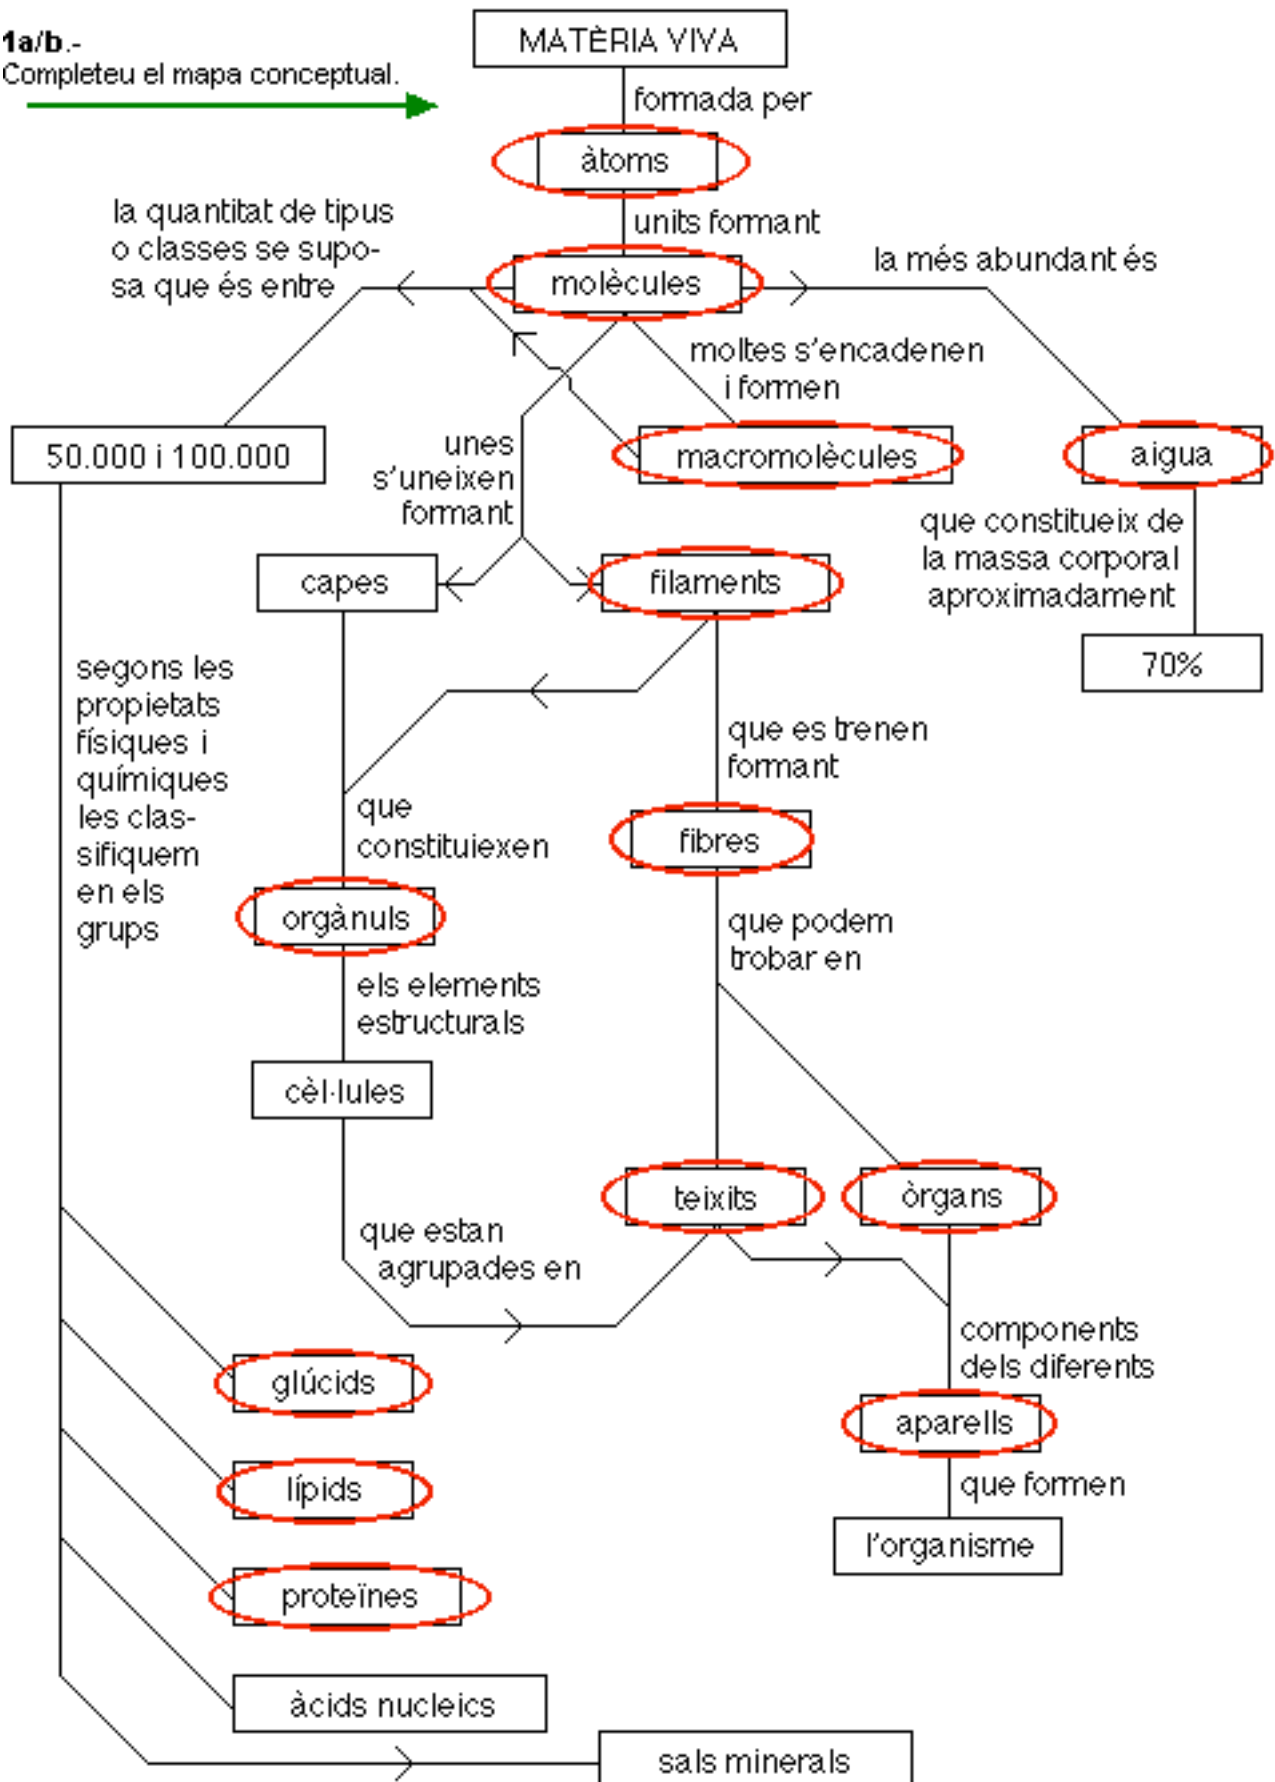 1a/b.-
Completeu el mapa conceptual.
MATÈRIA VIVA
formada per
àtoms
units formant
la quantitat de tipus
o classes se supo-
sa que és entre
molècules
la més abundant és
moltes s'encadenen
i formen
50.000 i 100.000
unes
s'uneixen
formant
macromolècules
aigua
que constitueix de
la massa corporal
aproximadament
70%
capes
filaments
segons les
propietats
físiques i
químiques
les clas-
sifiquem
en els
grups
que es trenen
formant
que
constituiexen
fibres
orgànuls
que podem
trobar en
els elements
estructurals
cèl·lules
teixits
òrgans
que estan
agrupades en
components
dels diferents
glúcids
aparells
que formen
lípids
l'organisme
proteïnes
àcids nucleics
sals minerals